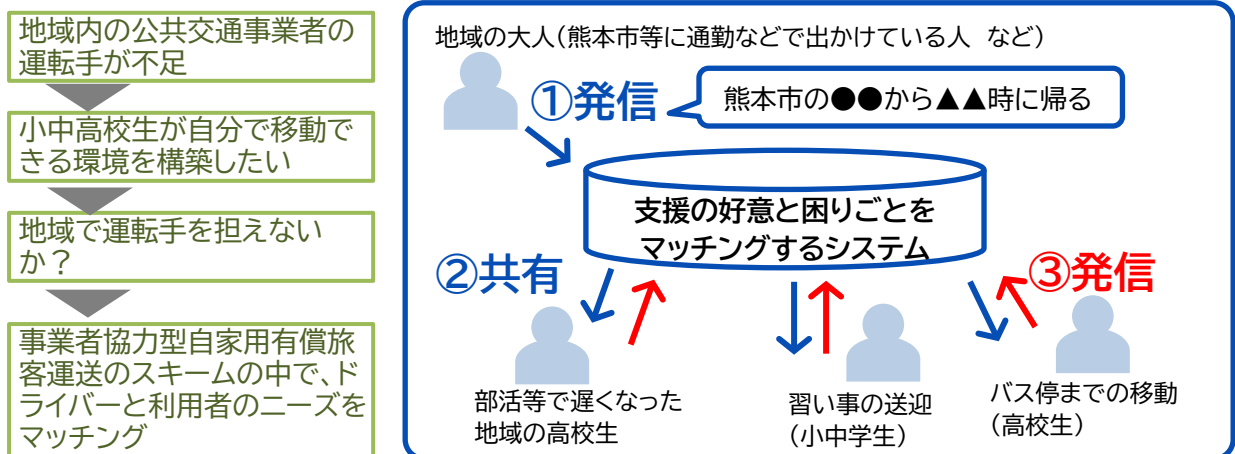 地域内の公共交通事業者の
運転手が不足
小中高校生が自分で移動で
きる環境を構築したい
地域で運転手を担えない
か？
事業者協力型自家用有償旅
客運送のスキームの中で、ド
ライバーと利用者のニーズを
マッチング
地域の大人（熊本市等に通勤などで出かけている人　など）
①発信
熊本市の●●から▲▲時に帰る
支援の好意と困りごとを
マッチングするシステム
②共有
③発信
部活等で遅くなった
地域の高校生
習い事の送迎
（小中学生）
バス停までの移動
（高校生）